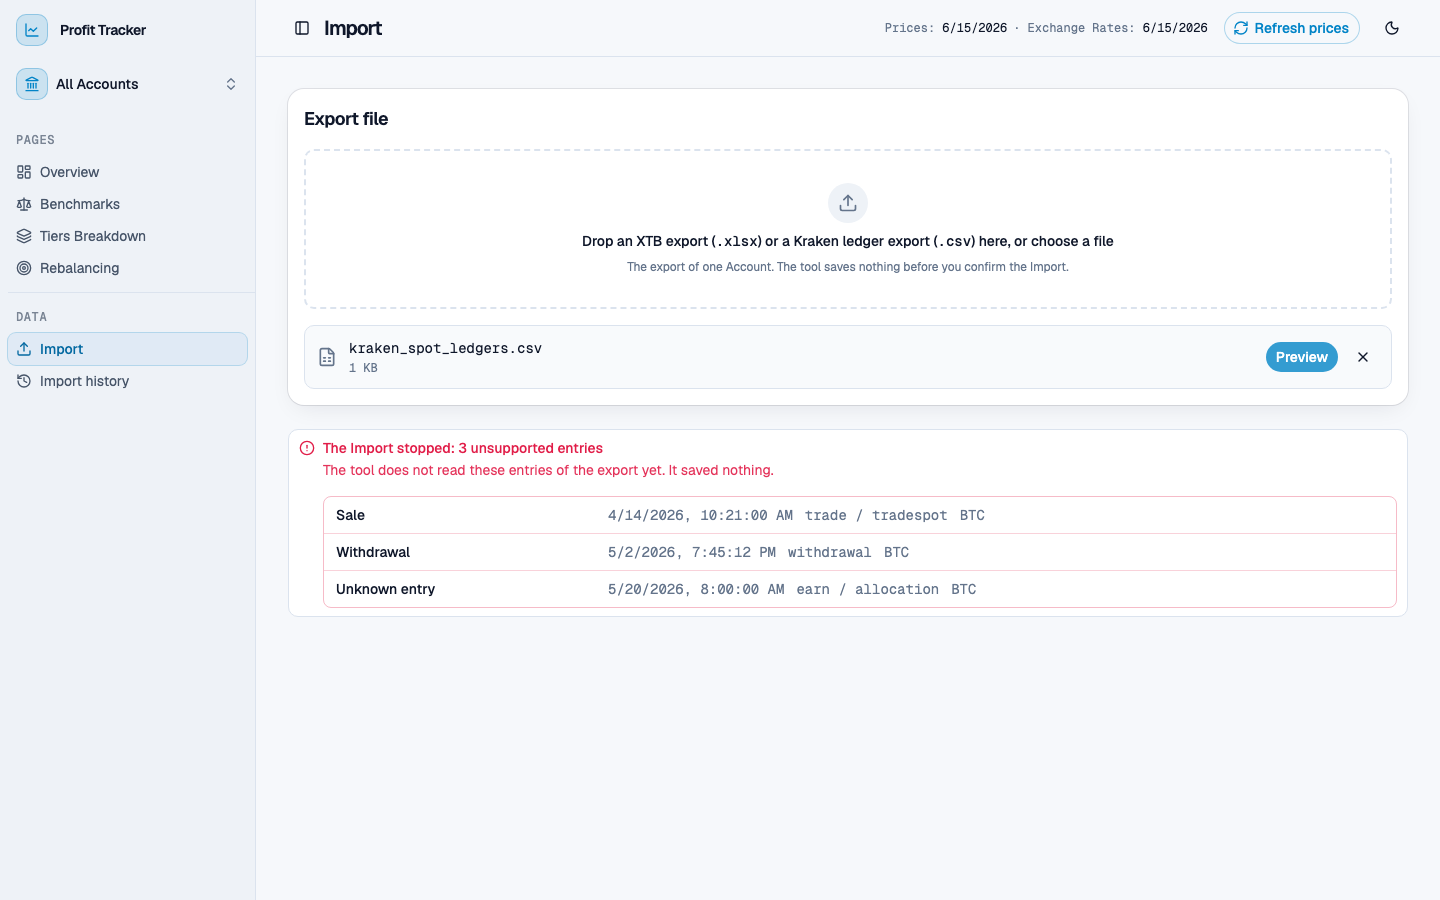 Profit Tracker
All Accounts
PAGES
Overview
Benchmarks
Tiers Breakdown
Rebalancing
DATA
Import
Import history
Import
Prices: 6/15/2026 · Exchange Rates: 6/15/2026
Refresh prices
Export file
Drop an XTB export (.xlsx) or a Kraken ledger export (.csv) here, or choose a file
The export of one Account. The tool saves nothing before you confirm the Import.
kraken_spot_ledgers.csv
1 KB
Preview
The Import stopped: 3 unsupported entries
The tool does not read these entries of the export yet. It saved nothing.
Sale 4/14/2026, 10:21:00 AM trade / tradespot BTC
Withdrawal 5/2/2026, 7:45:12 PM withdrawal BTC
Unknown entry 5/20/2026, 8:00:00 AM earn / allocation BTC